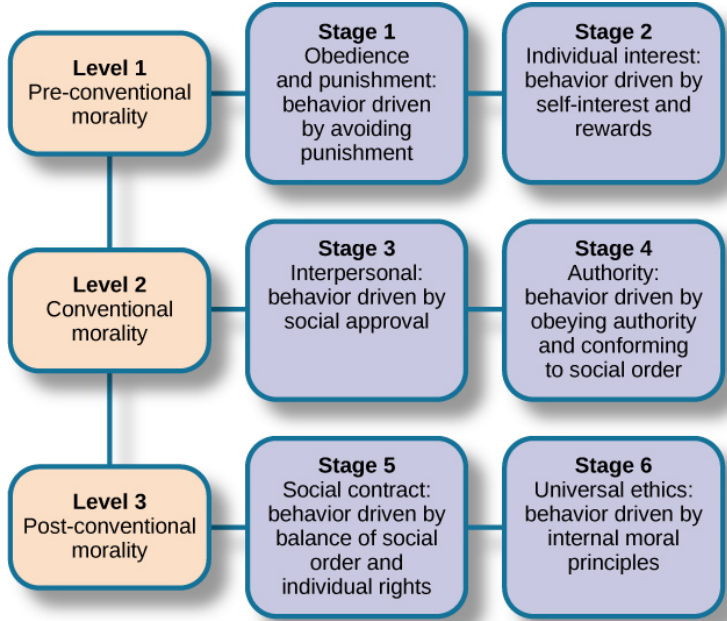 Level 1
Pre-conventional
morality
Stage 1
Obedience
and punishment:
behavior driven
by avoiding
punishment
Stage 2
Individual interest:
behavior driven by
self-interest and
rewards
Level 2
Conventional
morality
Stage 3
Interpersonal:
behavior driven by
social approval
Stage 4
Authority:
behavior driven by
obeying authority
and conforming
to social order
Level 3
Post-conventional
morality
Stage 5
Social contract:
behavior driven by
balance of social
order and
individual rights
Stage 6
Universal ethics:
behavior driven by
internal moral
principles